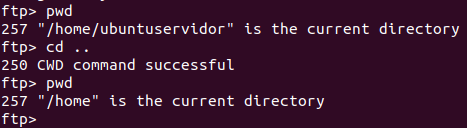 ftp> pwd
257 "/home/ubuntuservidor" is the current directory
ftp> cd ..
250 CWD command successful
ftp> pwd
257 "/home" is the current directory
ftp>